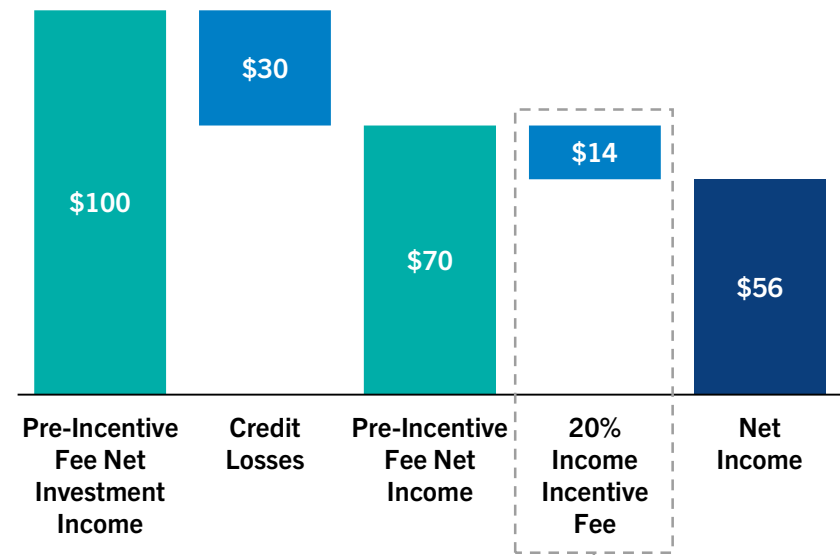 $100
$30
$70
$14
$56
Pre-Incentive
Fee Net
Investment
Income
Credit
Losses
Pre-Incentive
Fee Net
Income
20%
Income
Incentive
Fee
Net
Income